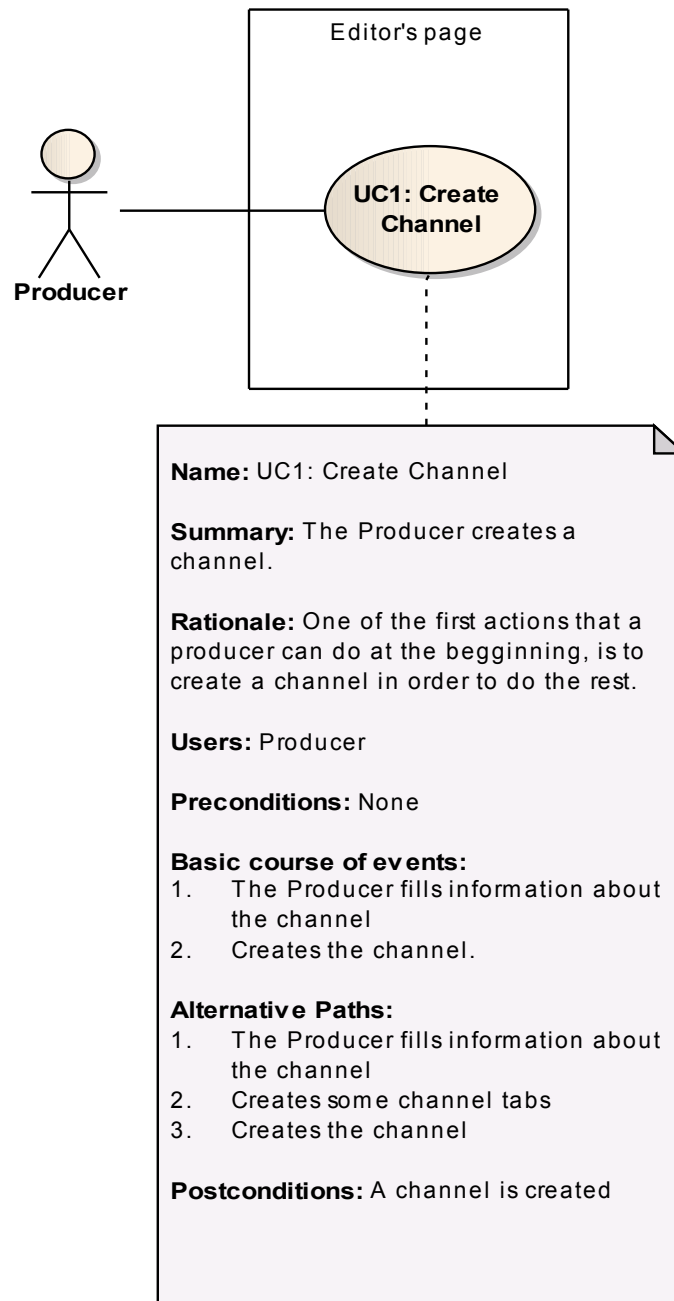 Editor's page
UC1: Create
Channel
Producer
Name: UC1: Create Channel
Summary: The Producer creates a
channel.
Rationale: One of the first actions that a
producer can do at the begginning, is to
create a channel in order to do the rest.
Users: Producer
Preconditions: None
Basic course of events:
1. The Producer fills information about
the channel
2. Creates the channel.
Alternative Paths:
1. The Producer fills information about
the channel
2. Creates some channel tabs
3. Creates the channel
Postconditions: A channel is created